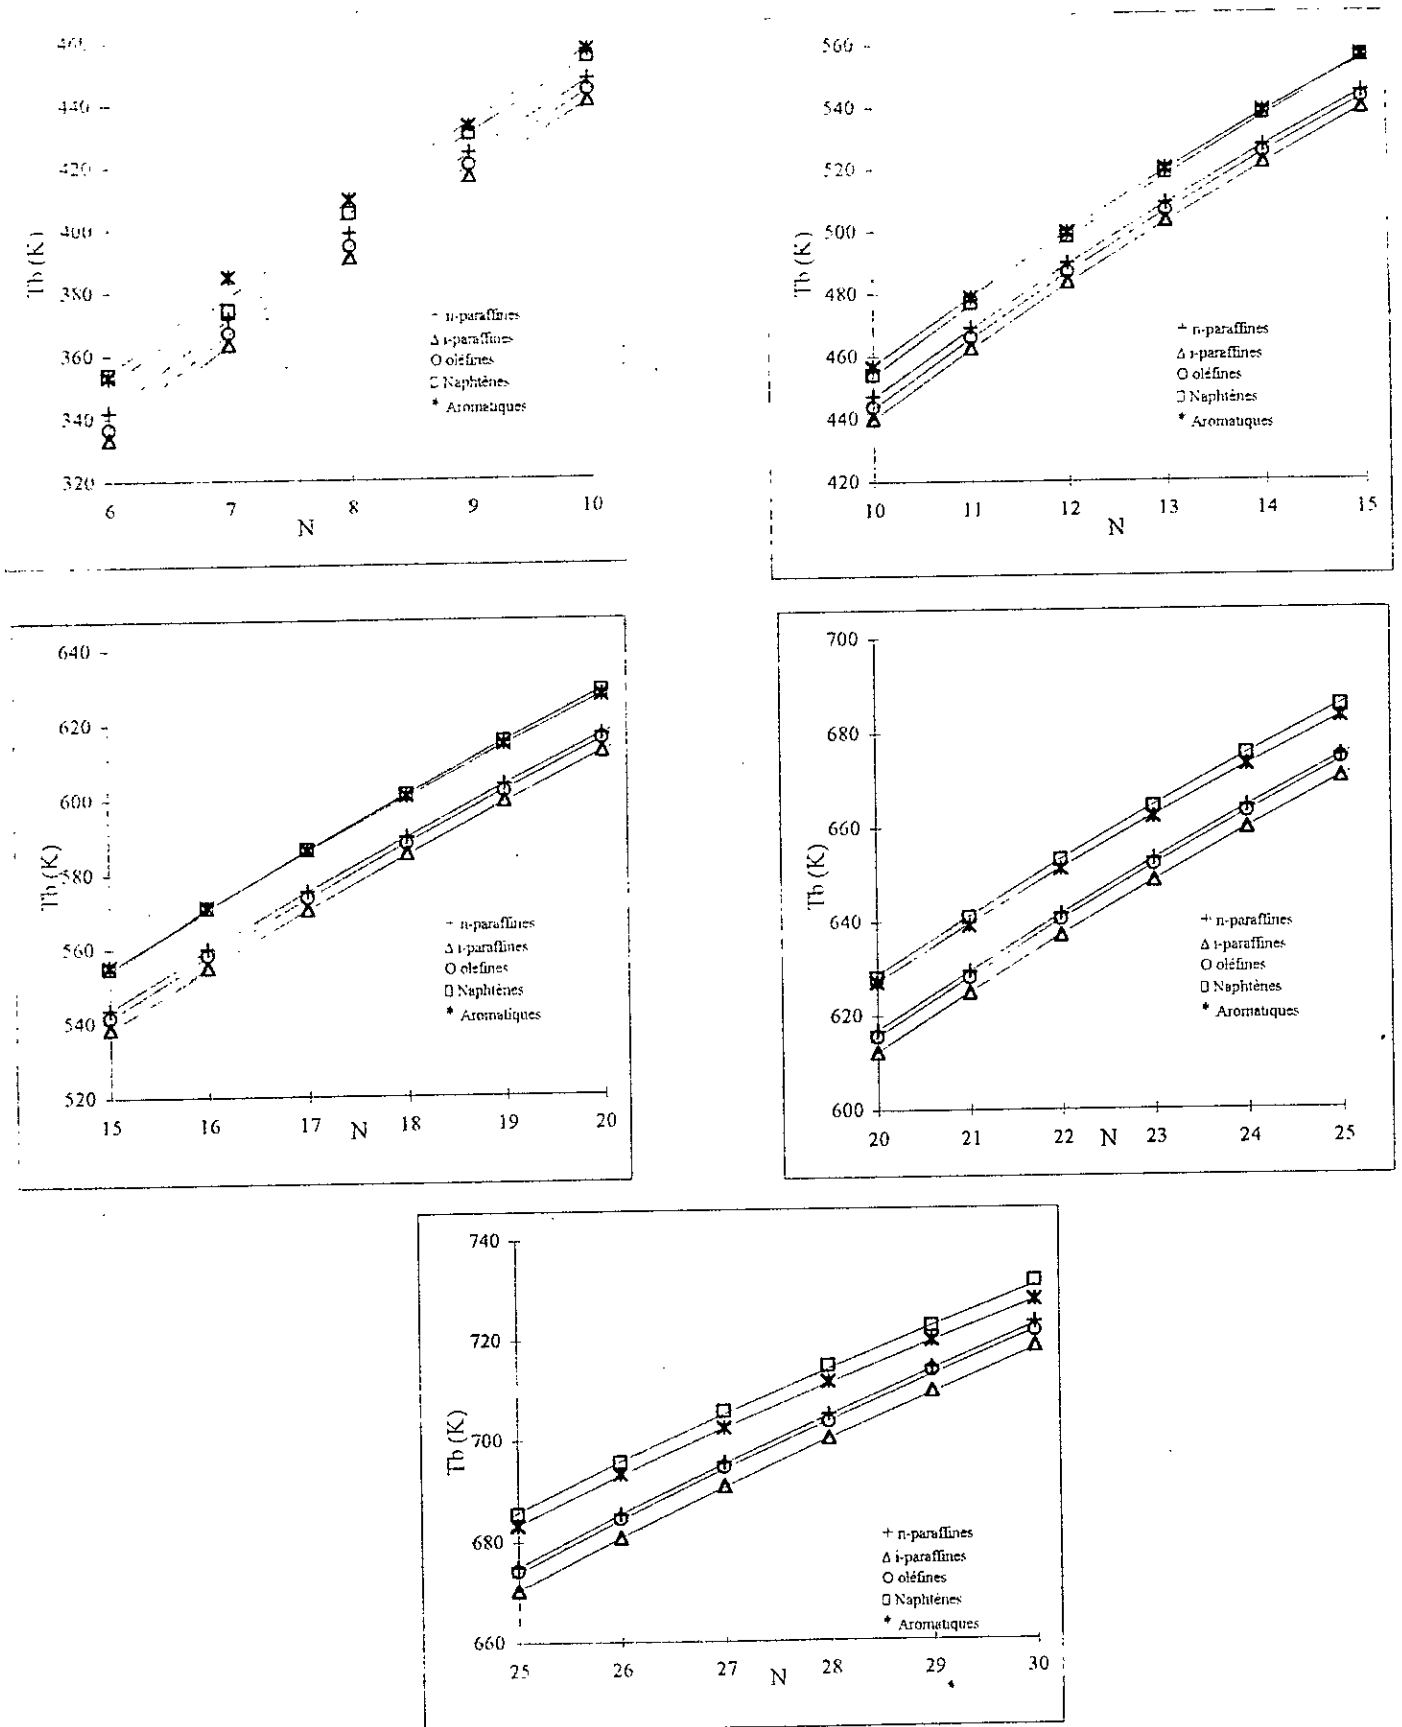 460
440
420
400
380
360
340
320
Tb (K)
6 7 8 9 10
N
+ n-paraffines
Δ i-paraffines
O oléfines
□ Naphtènes
* Aromatiques
560
540
520
500
480
460
440
420
Tb (K)
10 11 12 13 14 15
N
+ n-paraffines
Δ i-paraffines
O oléfines
□ Naphtènes
* Aromatiques
640
620
600
580
560
540
520
Tb (K)
15 16 17 18 19 20
N
+ n-paraffines
Δ i-paraffines
O olefines
□ Naphtènes
* Aromatiques
700
680
660
640
620
600
Tb (K)
20 21 22 23 24 25
N
+ n-paraffines
Δ i-paraffines
O oléfines
□ Naphtènes
* Aromatiques
740
720
700
680
660
Tb (K)
25 26 27 28 29 30
N
+ n-paraffines
Δ i-paraffines
O oléfines
□ Naphtènes
* Aromatiques